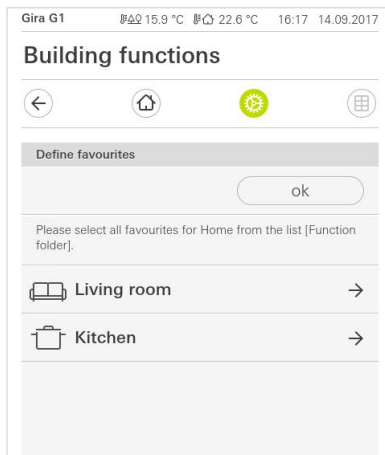 Gira G1 15.9 °C 22.6 °C 16:17 14.09.2017
Building functions
Define favourites
ok
Please select all favourites for Home from the list [Function
folder].
Living room
Kitchen